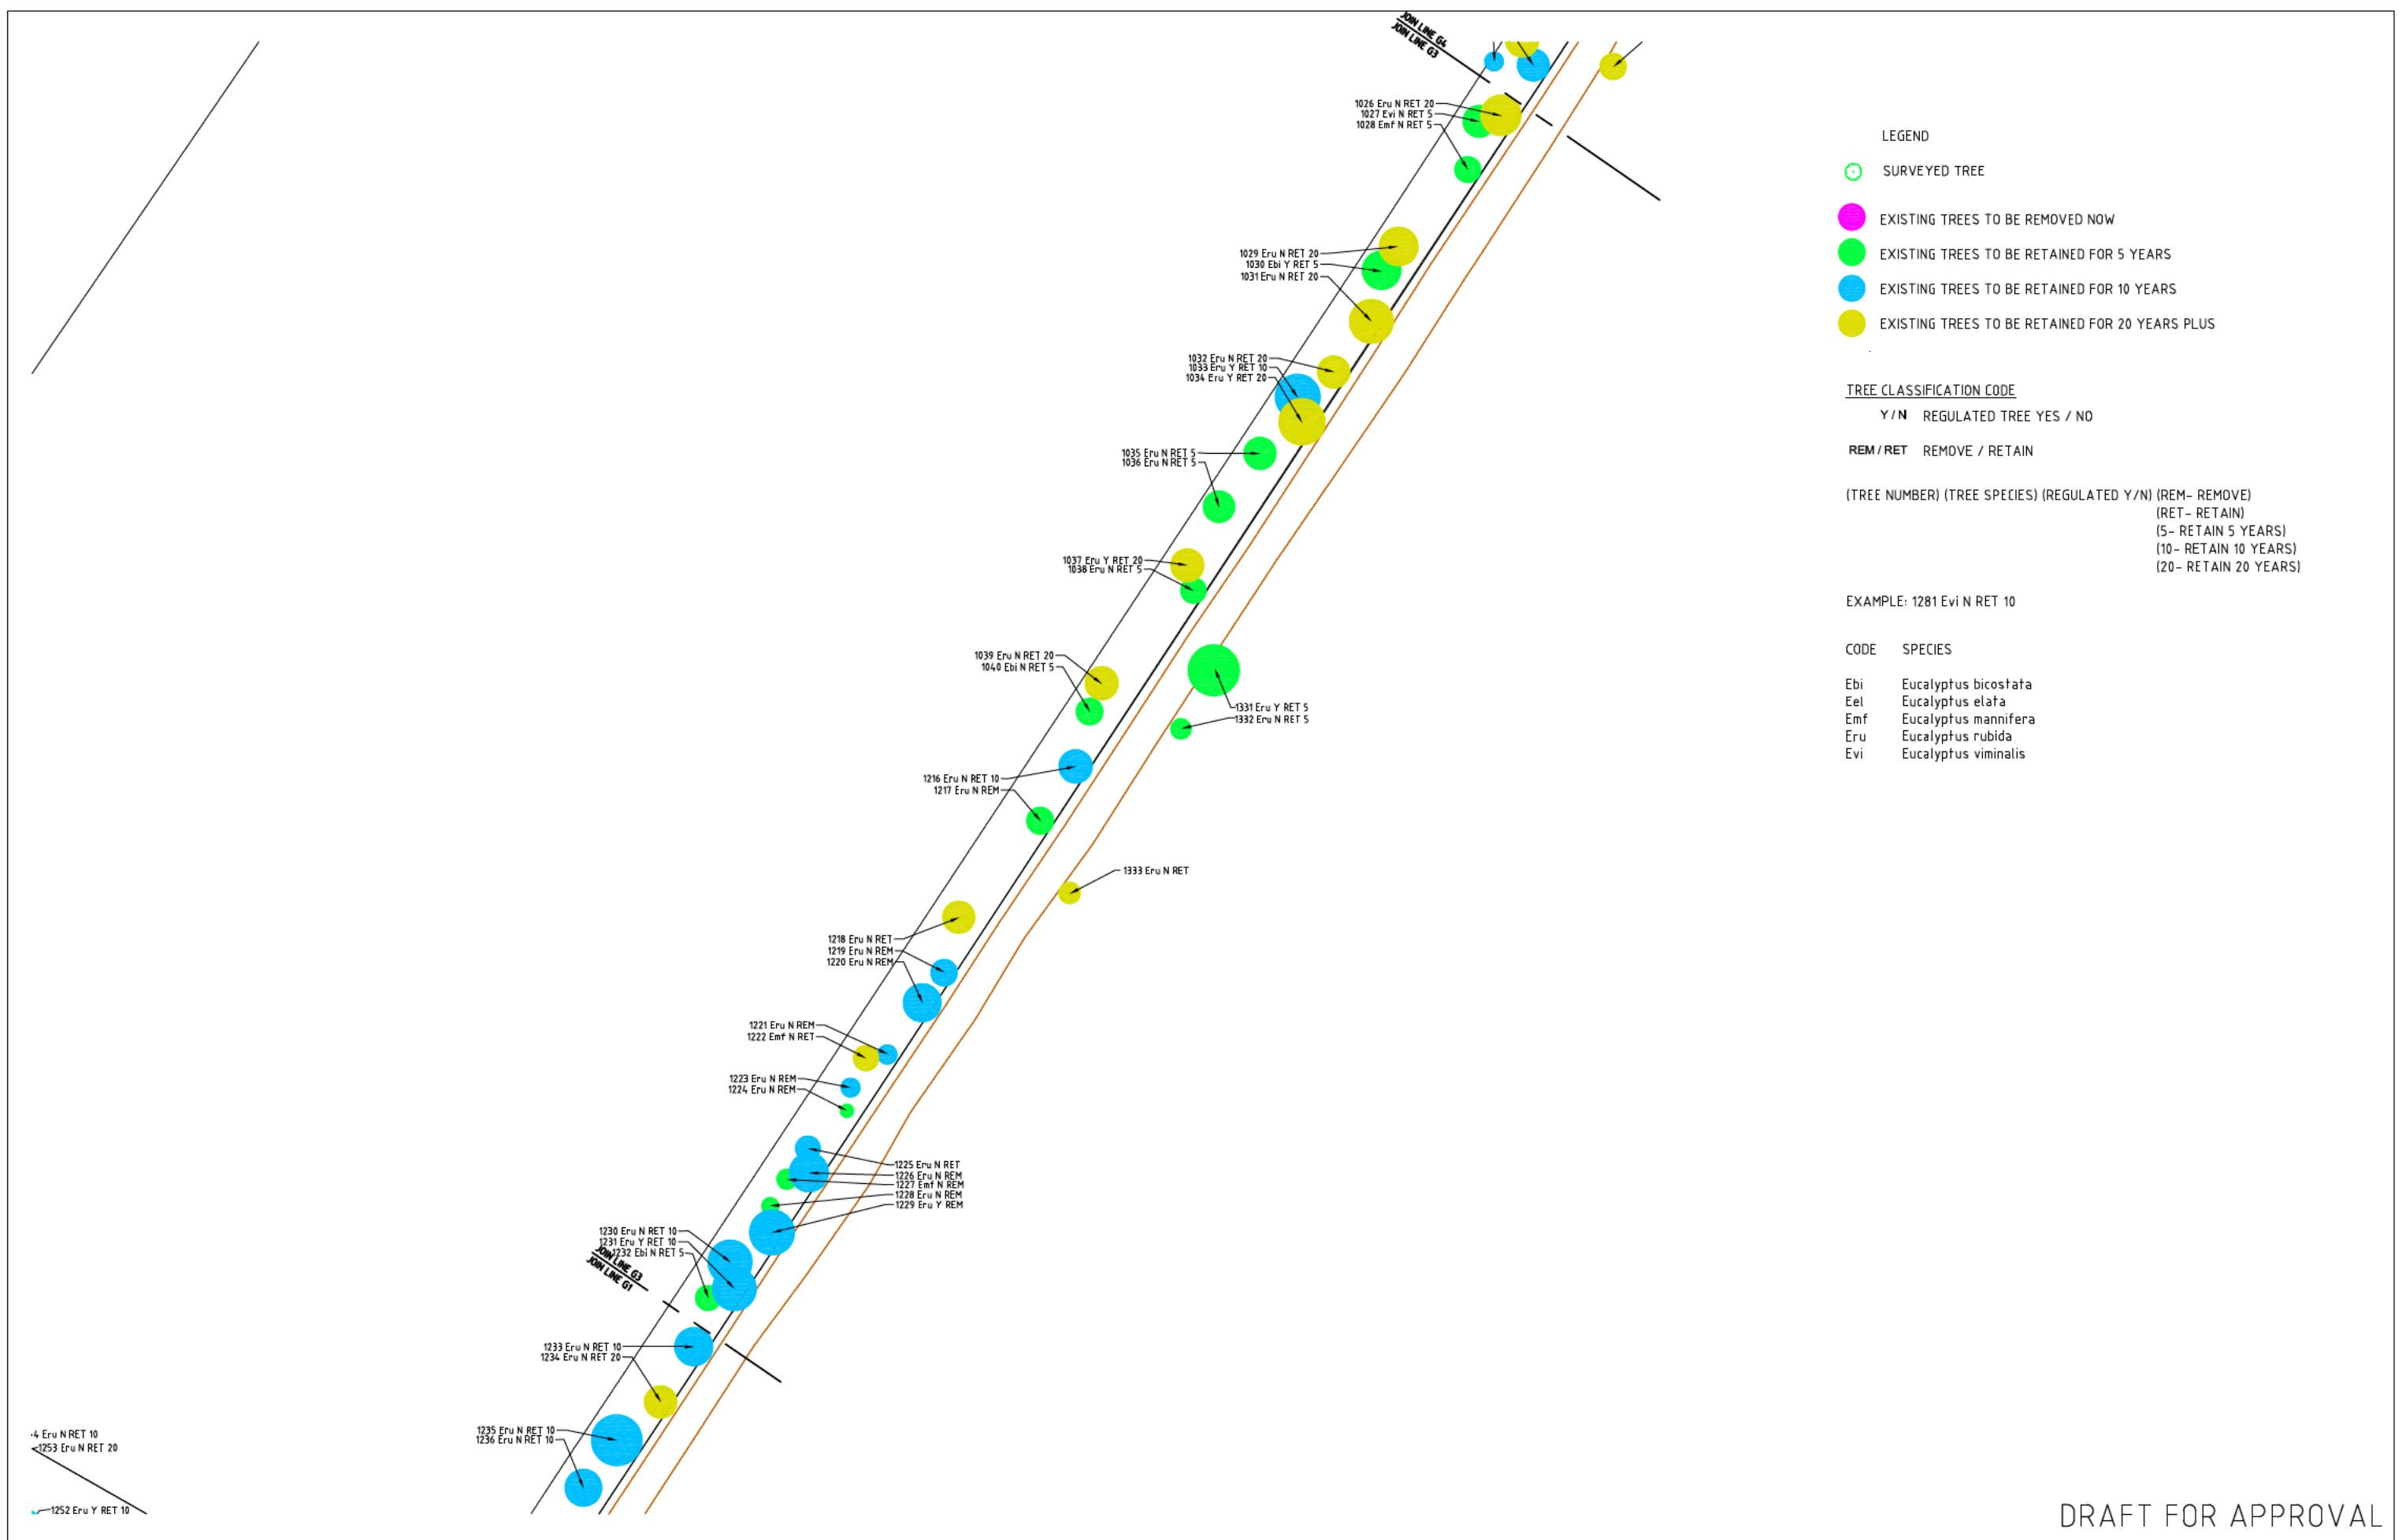 JOIN LINE G4
JOIN LINE G3
1026 Eru N RET 20
1027 Evi N RET 5
1028 Emf N RET 5
1029 Eru N RET 20
1030 Ebi Y RET 5
1031 Eru N RET 20
1032 Eru N RET 20
1033 Eru Y RET 10
1034 Eru Y RET 20
1035 Eru N RET 5
1036 Eru N RET 5
1037 Eru Y RET 20
1038 Eru N RET 5
1039 Eru N RET 20
1040 Ebi N RET 5
1331 Eru Y RET 5
1332 Eru N RET 5
1216 Eru N RET 10
1217 Eru N REM
1333 Eru N RET
1218 Eru N RET
1219 Eru N REM
1220 Eru N REM
1221 Eru N REM
1222 Emf N RET
1223 Eru N REM
1224 Eru N REM
1225 Eru N RET
1226 Eru N REM
1227 Emf N REM
1228 Eru N REM
1229 Eru Y REM
1230 Eru N RET 10
1231 Eru Y RET 10
1232 Ebi N RET 5
JOIN LINE G3
JOIN LINE G1
1233 Eru N RET 10
1234 Eru N RET 20
1235 Eru N RET 10
1236 Eru N RET 10
4 Eru N RET 10
1253 Eru N RET 20
1252 Eru Y RET 10
LEGEND
SURVEYED TREE
EXISTING TREES TO BE REMOVED NOW
EXISTING TREES TO BE RETAINED FOR 5 YEARS
EXISTING TREES TO BE RETAINED FOR 10 YEARS
EXISTING TREES TO BE RETAINED FOR 20 YEARS PLUS
TREE CLASSIFICATION CODE
Y / N REGULATED TREE YES / NO
REM / RET REMOVE / RETAIN
(TREE NUMBER) (TREE SPECIES) (REGULATED Y/N) (REM- REMOVE)
(RET- RETAIN)
(5- RETAIN 5 YEARS)
(10- RETAIN 10 YEARS)
(20- RETAIN 20 YEARS)
EXAMPLE: 1281 Evi N RET 10
CODE SPECIES
Ebi Eucalyptus bicostata
Eel Eucalyptus elata
Emf Eucalyptus mannifera
Eru Eucalyptus rubida
Evi Eucalyptus viminalis
DRAFT FOR APPROVAL